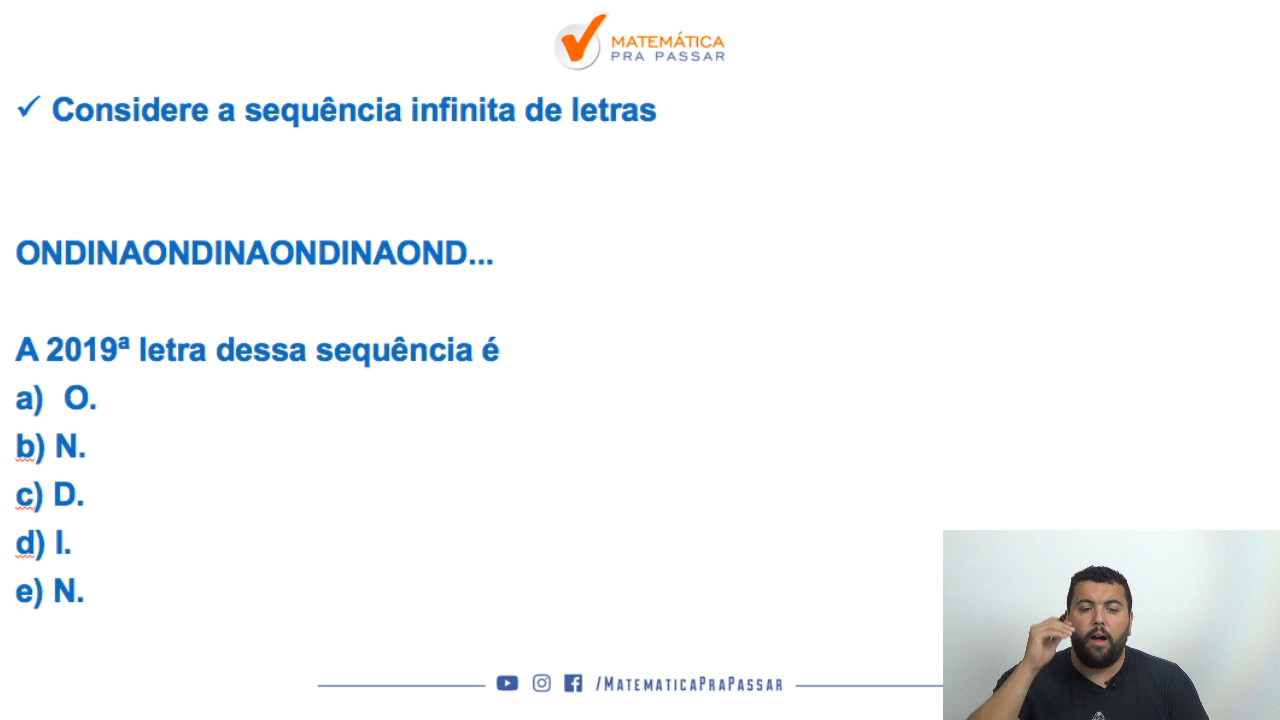 MATEMÁTICA
PRA PASSAR
✓ Considere a sequência infinita de letras
ONDINAONDINAONDINAOND...
A 2019ª letra dessa sequência é
a) O.
b) N.
c) D.
d) I.
e) N.
/MATEMATICAPRAPASSAR